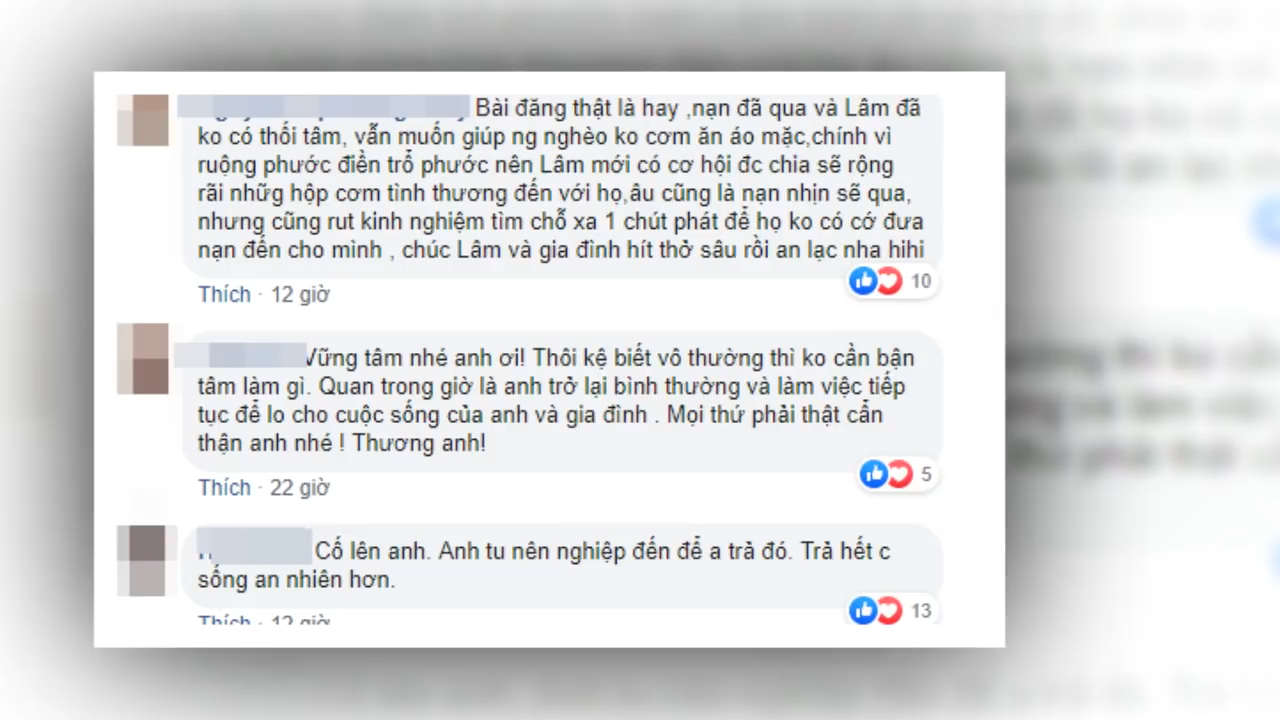 Bài đăng thật là hay ,nạn đã qua và Lâm đã
ko có thối tâm, vẫn muốn giúp ng nghèo ko cơm ăn áo mặc,chính vì
ruộng phước điền trổ phước nên Lâm mới có cơ hội đc chia sẽ rộng
rãi nhữg hộp cơm tình thương đến với họ,âu cũng là nạn nhịn sẽ qua,
nhưng cũng rut kinh nghiệm tìm chỗ xa 1 chút phát để họ ko có cớ đưa
nạn đến cho mình , chúc Lâm và gia đình hít thở sâu rồi an lạc nha hihi
Thích · 12 giờ
10
Vững tâm nhé anh ơi! Thôi kệ biết vô thường thì ko cần bận
tâm làm gì. Quan trong giờ là anh trở lại bình thường và làm việc tiếp
tục để lo cho cuộc sống của anh và gia đình . Mọi thứ phải thật cẩn
thận anh nhé ! Thương anh!
Thích · 22 giờ
5
Cố lên anh. Anh tu nên nghiệp đến để a trả đó. Trả hết c
sống an nhiên hơn.
Thích · 12 giờ
13